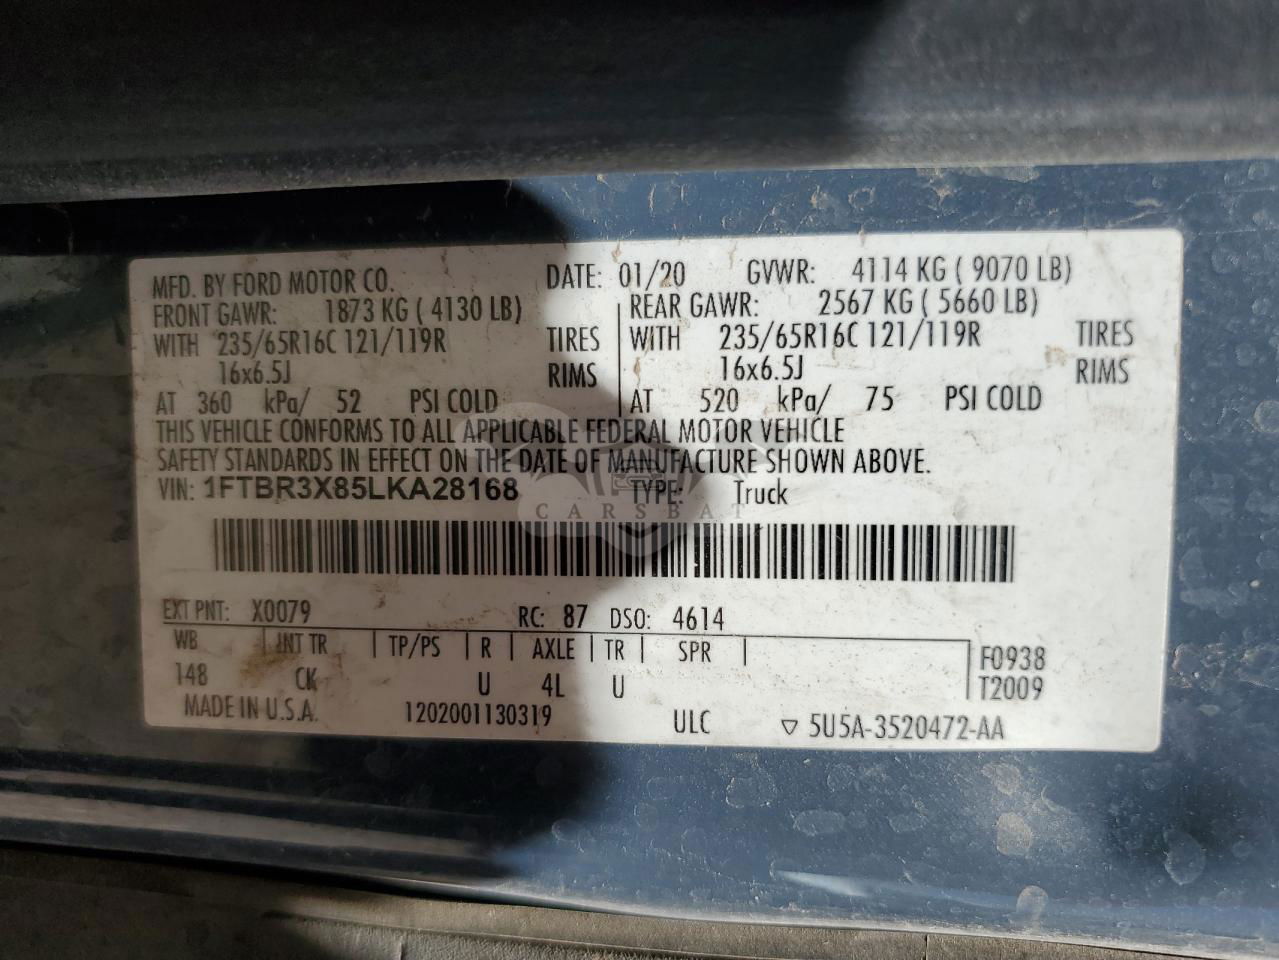 MFD. BY FORD MOTOR CO. DATE: 01/20 GVWR: 4114 KG ( 9070 LB)
FRONT GAWR: 1873 KG ( 4130 LB) REAR GAWR: 2567 KG ( 5660 LB)
WITH 235/65R16C 121/119R TIRES WITH 235/65R16C 121/119R TIRES
16x6.5J RIMS 16x6.5J RIMS
AT 360 kPa/ 52 PSI COLD AT 520 kPa/ 75 PSI COLD
THIS VEHICLE CONFORMS TO ALL APPLICABLE FEDERAL MOTOR VEHICLE
SAFETY STANDARDS IN EFFECT ON THE DATE OF MANUFACTURE SHOWN ABOVE.
VIN: 1FTBR3X85LKA28168 TYPE: Truck
CARSBAT
EXT PNT: X0079 RC: 87 DSO: 4614
WB INT TR TP/PS R AXLE TR SPR F0938
148 CK U 4L U T2009
MADE IN U.S.A. 1202001130319 ULC ▽ 5U5A-3520472-AA